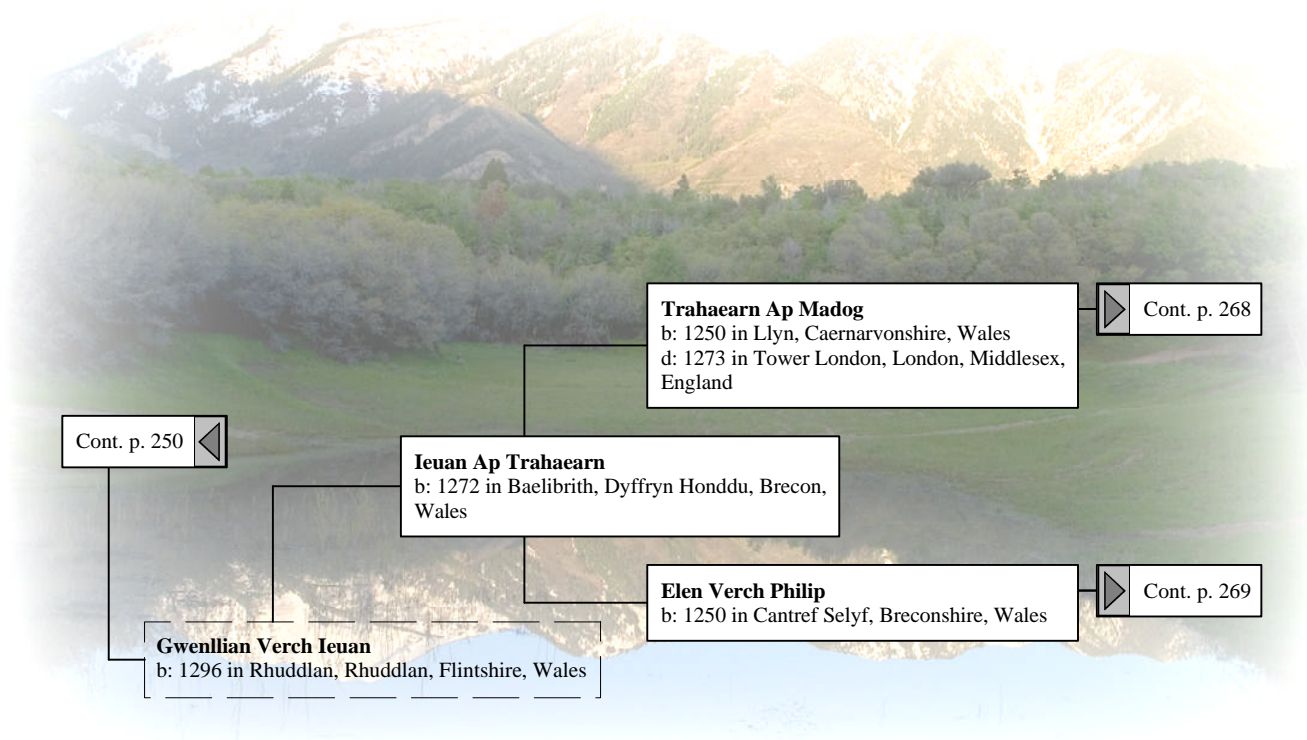 Trahaearn Ap Madog
b: 1250 in Llyn, Caernarvonshire, Wales
d: 1273 in Tower London, London, Middlesex,
England
Cont. p. 268
Cont. p. 250
Ieuan Ap Trahaearn
b: 1272 in Baelibrith, Dyffryn Honddu, Brecon,
Wales
Elen Verch Philip
b: 1250 in Cantref Selyf, Breconshire, Wales
Cont. p. 269
Gwenllian Verch Ieuan
b: 1296 in Rhuddlan, Rhuddlan, Flintshire, Wales